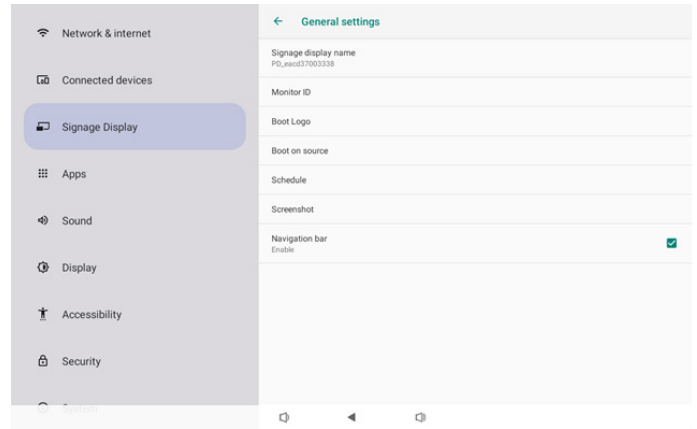 Network & internet
Connected devices
Signage Display
Apps
Sound
Display
Accessibility
Security
System
General settings
Signage display name
PD_eacd37003338
Monitor ID
Boot Logo
Boot on source
Schedule
Screenshot
Navigation bar
Enable